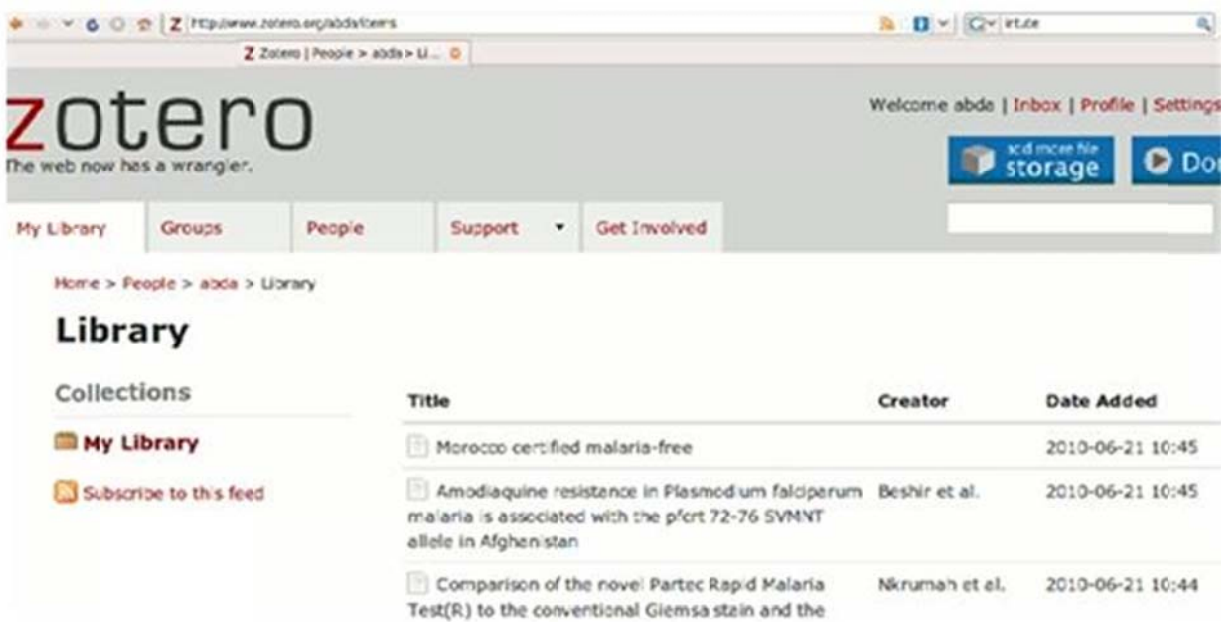 http://www.zotero.org/abda/items
Zotero | People > abda > Li...
zotero
The web now has a wrangler.
Welcome abda | Inbox | Profile | Settings
add more file
storage
My Library
Groups
People
Support
Get Involved
Home > People > abda > Library
Library
Collections
My Library
Subscribe to this feed
Title Creator Date Added
Morocco certified malaria-free 2010-06-21 10:45
Amodiaquine resistance in Plasmodium falciparum Beshir et al. 2010-06-21 10:45
malaria is associated with the pfcrt 72-76 SVMNT
allele in Afghanistan
Comparison of the novel Partec Rapid Malaria Nkrumah et al. 2010-06-21 10:44
Test(R) to the conventional Giemsa stain and the